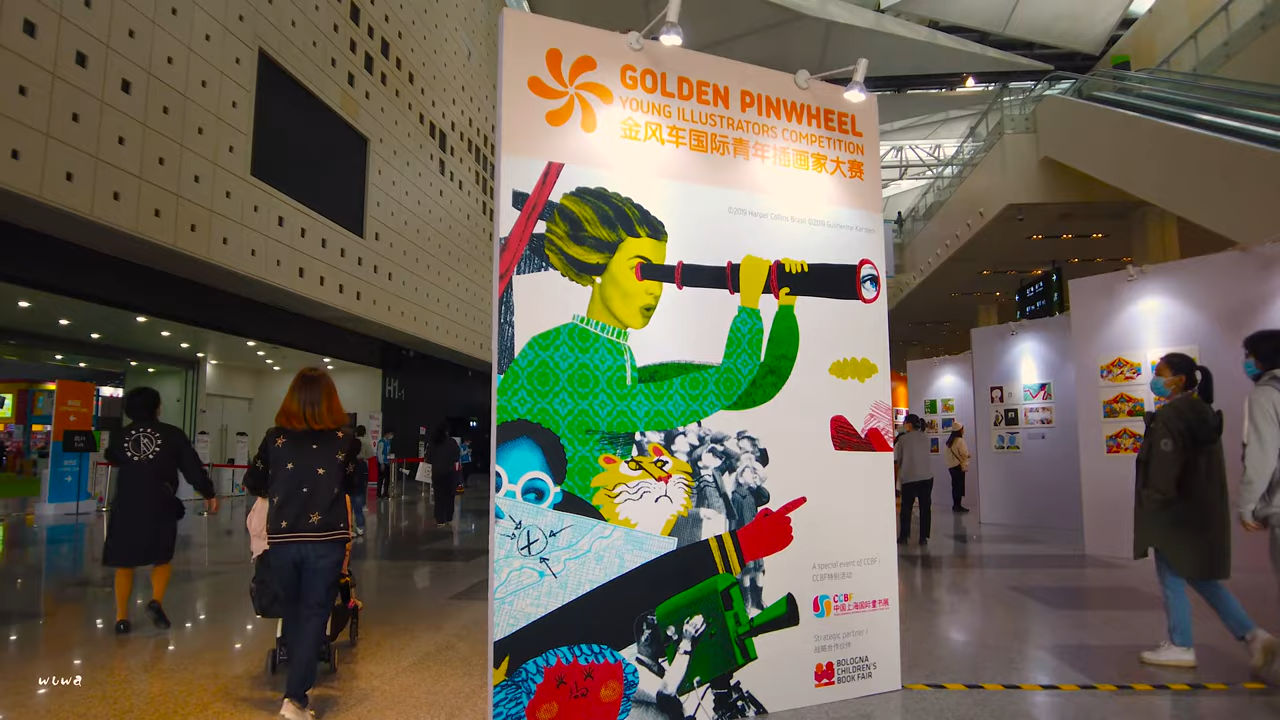 GOLDEN PINWHEEL
YOUNG ILLUSTRATORS COMPETITION
金风车国际青年插画家大赛
©2019 Harper Collins Brasil ©2019 Guilherme Karsten
H1
A special event of CCBF /
CCBF特别活动
CCBF
中国上海国际童书展
Strategic partner /
战略合作伙伴
BOLOGNA
CHILDREN'S
BOOK FAIR
wiwa